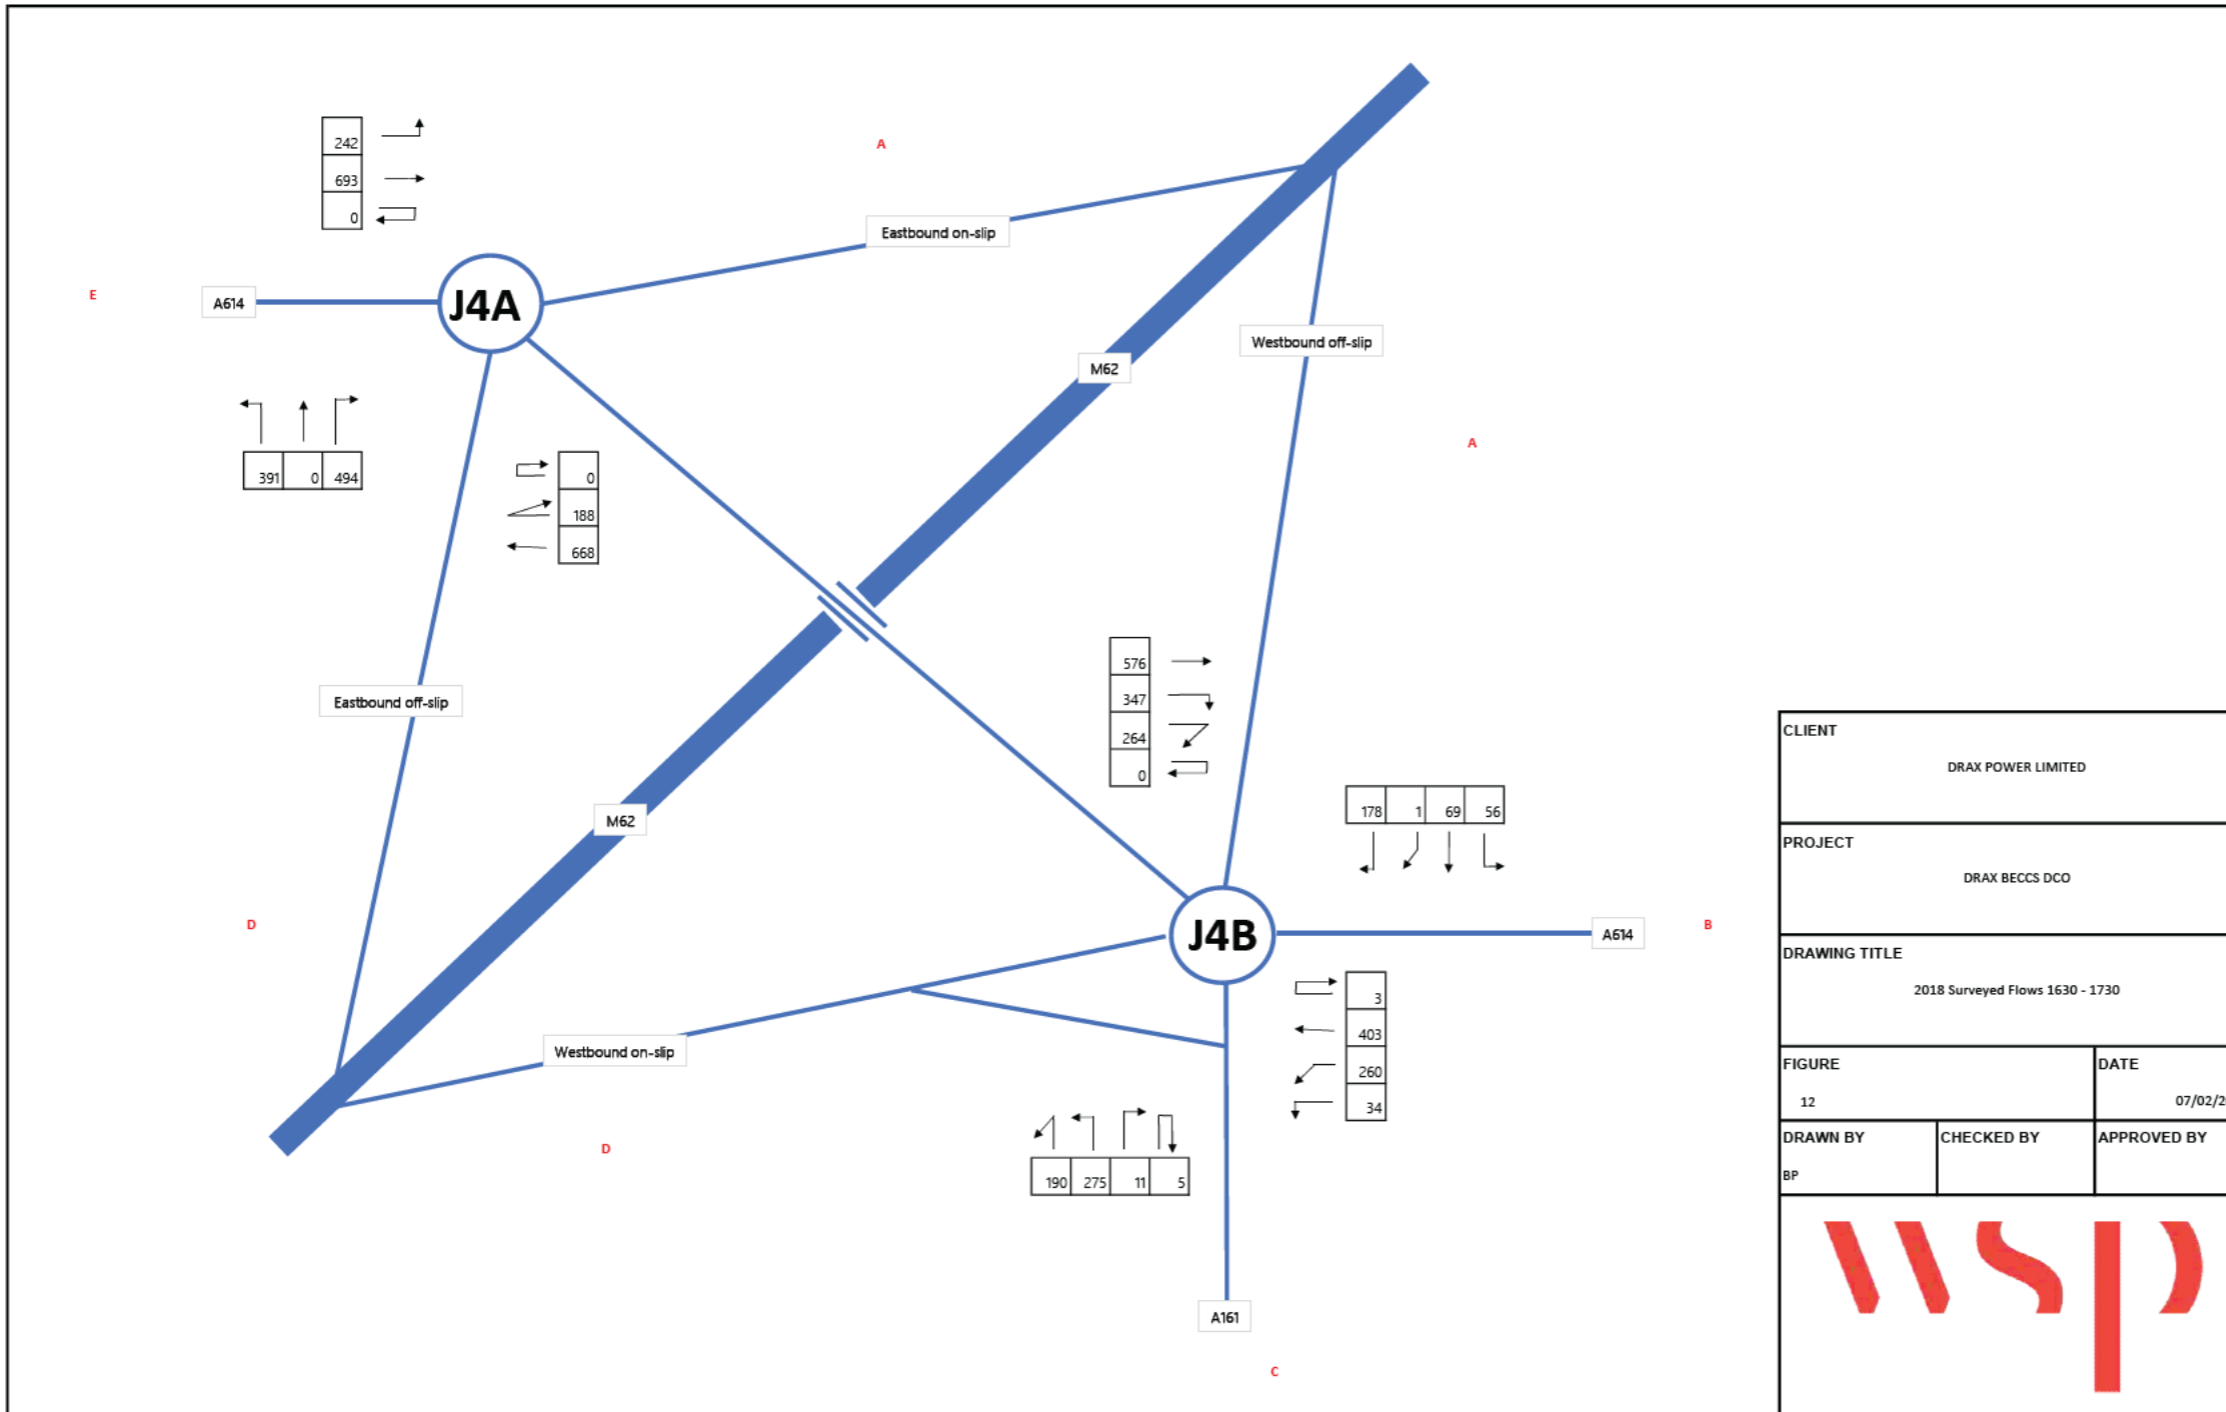 242
693
0
A
Eastbound on-slip
E
A614
J4A
Westbound off-slip
M62
391 0 494
0
188
668
A
576
347
264
0
Eastbound off-slip
M62
178 1 69 56
D
J4B
A614
B
3
403
260
34
Westbound on-slip
D
190 275 11 5
A161
C
CLIENT
DRAX POWER LIMITED
PROJECT
DRAX BECCS DCO
DRAWING TITLE
2018 Surveyed Flows 1630 - 1730
FIGURE DATE
12 07/02/2
DRAWN BY CHECKED BY APPROVED BY
BP
wsp